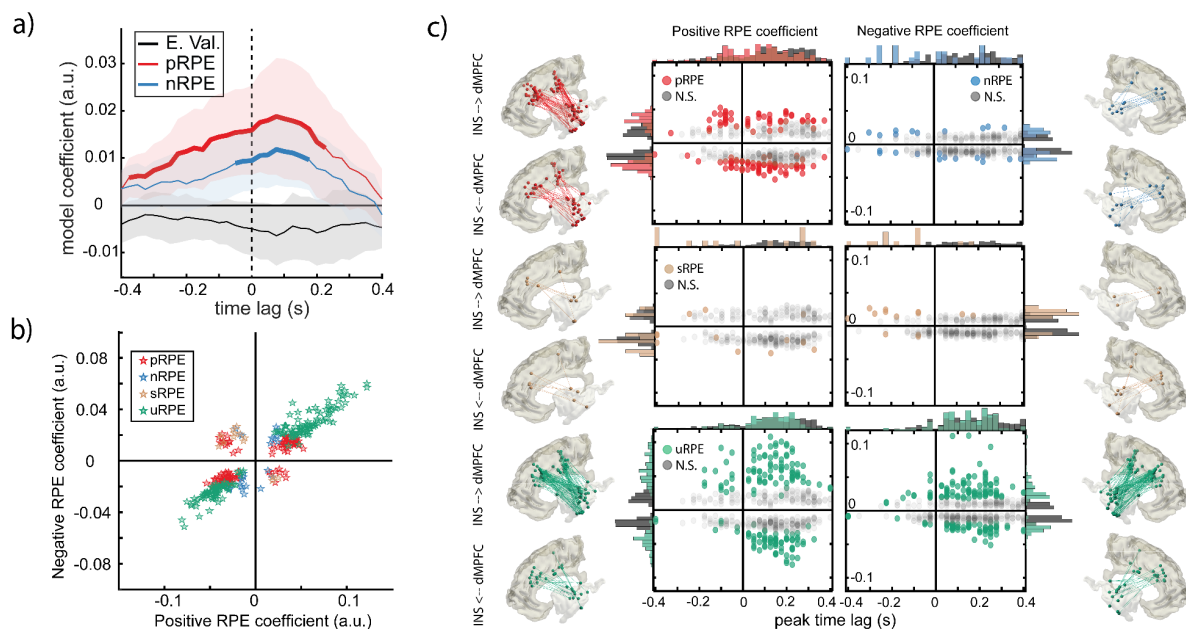 a)
E. Val.
pRPE
nRPE
0.03
0.02
0.01
0
-0.01
model coefficient (a.u.)
-0.4
-0.2
0
0.2
0.4
time lag (s)
b)
0.08
0.04
0
-0.04
-0.08
Negative RPE coefficient (a.u.)
pRPE
nRPE
sRPE
uRPE
-0.1
0
0.1
Positive RPE coefficient (a.u.)
c)
Positive RPE coefficient
Negative RPE coefficient
INS --> dMPFC
INS <-- dMPFC
pRPE
N.S.
0.1
0
-0.1
nRPE
N.S.
INS --> dMPFC
INS <-- dMPFC
sRPE
N.S.
0.1
0
-0.1
INS --> dMPFC
INS <-- dMPFC
uRPE
N.S.
0.1
0
-0.1
-0.4
-0.2
0
0.2
0.4
-0.4
-0.2
0
0.2
0.4
peak time lag (s)